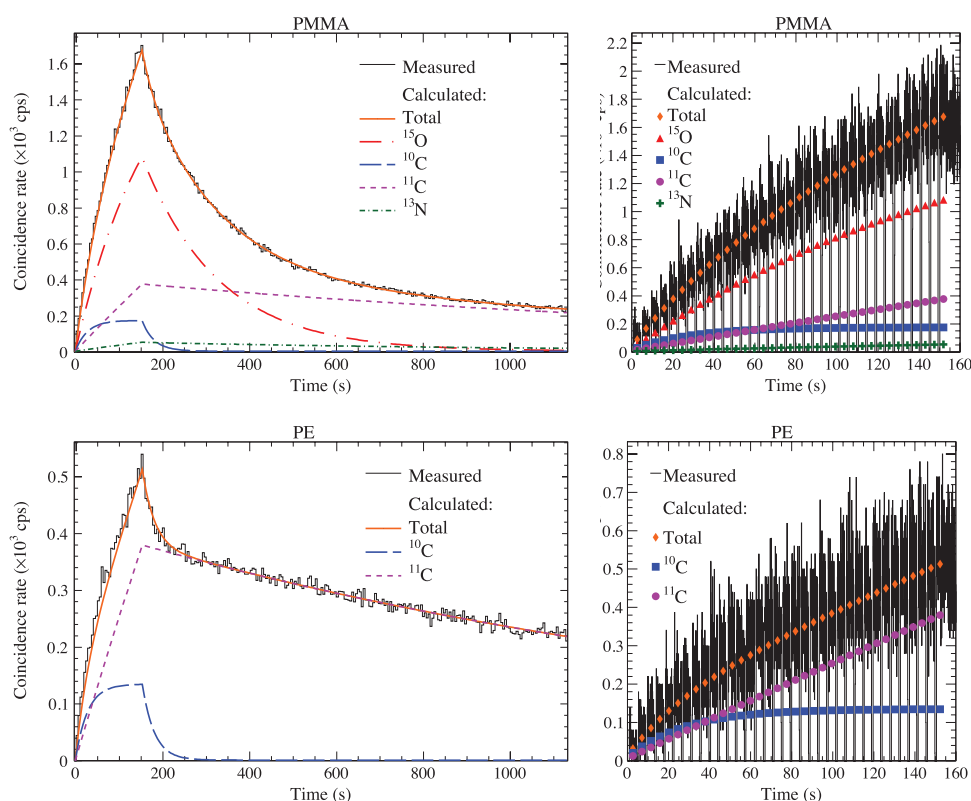 PMMA
Coincidence rate (×10³ cps)
1.6
1.4
1.2
1
0.8
0.6
0.4
0.2
0
Measured
Calculated:
Total
¹⁵O
¹⁰C
¹¹C
¹³N
0 200 400 600 800 1000
Time (s)
PMMA
2.2
2
1.8
1.6
1.4
1.2
1
0.8
0.6
0.4
0.2
0
Measured
Calculated:
Total
¹⁵O
¹⁰C
¹¹C
¹³N
0 20 40 60 80 100 120 140 160
Time (s)
PE
Coincidence rate (×10³ cps)
0.5
0.4
0.3
0.2
0.1
0
Measured
Calculated:
Total
¹⁰C
¹¹C
0 200 400 600 800 1000
Time (s)
PE
0.8
0.7
0.6
0.5
0.4
0.3
0.2
0.1
0
Measured
Calculated:
Total
¹⁰C
¹¹C
0 20 40 60 80 100 120 140 160
Time (s)